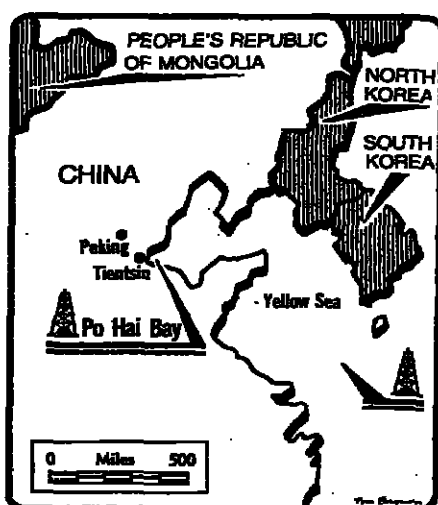 PEOPLE'S REPUBLIC
OF MONGOLIA
NORTH
KOREA
SOUTH
KOREA
CHINA
Peking
Tientsin
Yellow Sea
Po Hai Bay
0 Miles 500